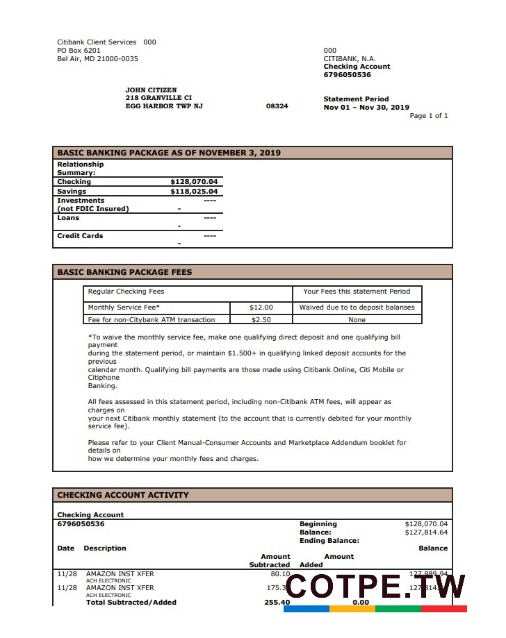 Citibank Client Services 000
PO Box 6201
Bel Air, MD 21000-0035
000
CITIBANK, N.A.
Checking Account
6796050536
JOHN CITIZEN
218 GRANVILLE CI
EGG HARBOR TWP NJ 08324
Statement Period
Nov 01 – Nov 30, 2019
Page 1 of 1
BASIC BANKING PACKAGE AS OF NOVEMBER 3, 2019
Relationship
Summary:
Checking $128,070.04
Savings $118,025.04
Investments ----
(not FDIC Insured) -
Loans ----
-
Credit Cards ----
-
BASIC BANKING PACKAGE FEES
Regular Checking Fees Your Fees this statement Period
Monthly Service Fee* $12.00 Waived due to to deposit balanses
Fee for non-Citybank ATM transaction $2.50 None
*To waive the monthly service fee, make one qualifying direct deposit and one qualifying bill
payment
during the statement period, or maintain $1.500+ in qualifying linked deposit accounts for the
previous
calendar month. Qualifying bill payments are those made using Citibank Online, Citi Mobile or
Citiphone
Banking.
All fees assessed in this statement period, including non-Citibank ATM fees, will appear as
charges on
your next Citibank monthly statement (to the account that is currently debited for your monthly
service fee).
Please refer to your Client Manual-Consumer Accounts and Marketplace Addendum booklet for
details on
how we determine your monthly fees and charges.
CHECKING ACCOUNT ACTIVITY
Checking Account
6796050536 Beginning $128,070.04
Balance: $127,814.64
Ending Balance:
Date Description Balance
Amount Amount
Subtracted Added
11/28 AMAZON INST XFER 80.10
ACH ELECTRONIC
11/28 AMAZON INST XFER
ACH ELECTRONIC
Total Subtracted/Added 255.40 0.00
COTPE.TW